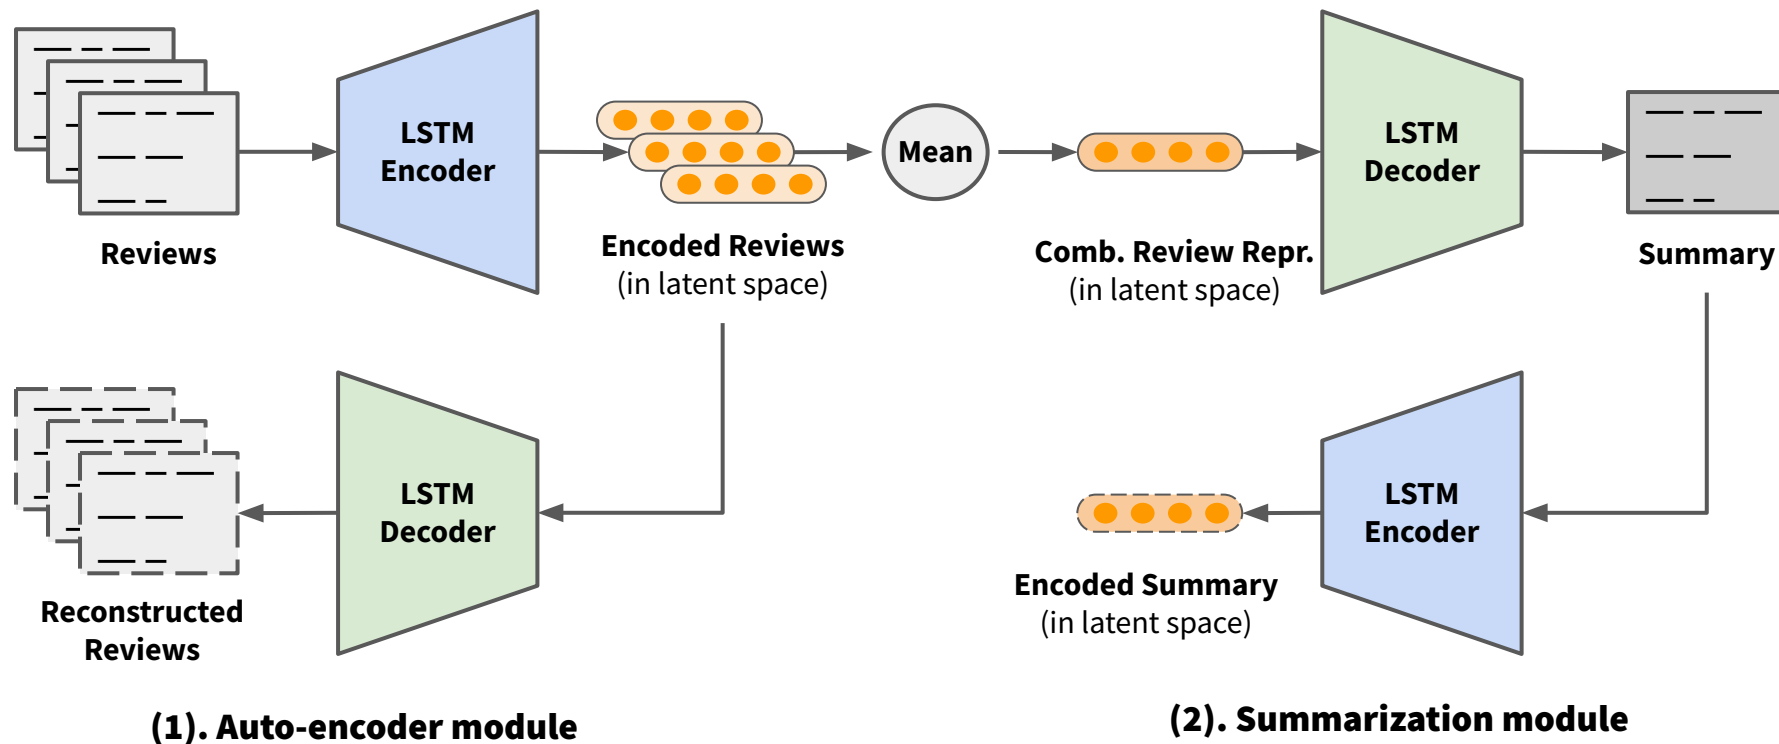 Reviews
LSTM
Encoder
Encoded Reviews
(in latent space)
Mean
Comb. Review Repr.
(in latent space)
LSTM
Decoder
Summary
Reconstructed
Reviews
LSTM
Decoder
Encoded Summary
(in latent space)
LSTM
Encoder
(1). Auto-encoder module
(2). Summarization module